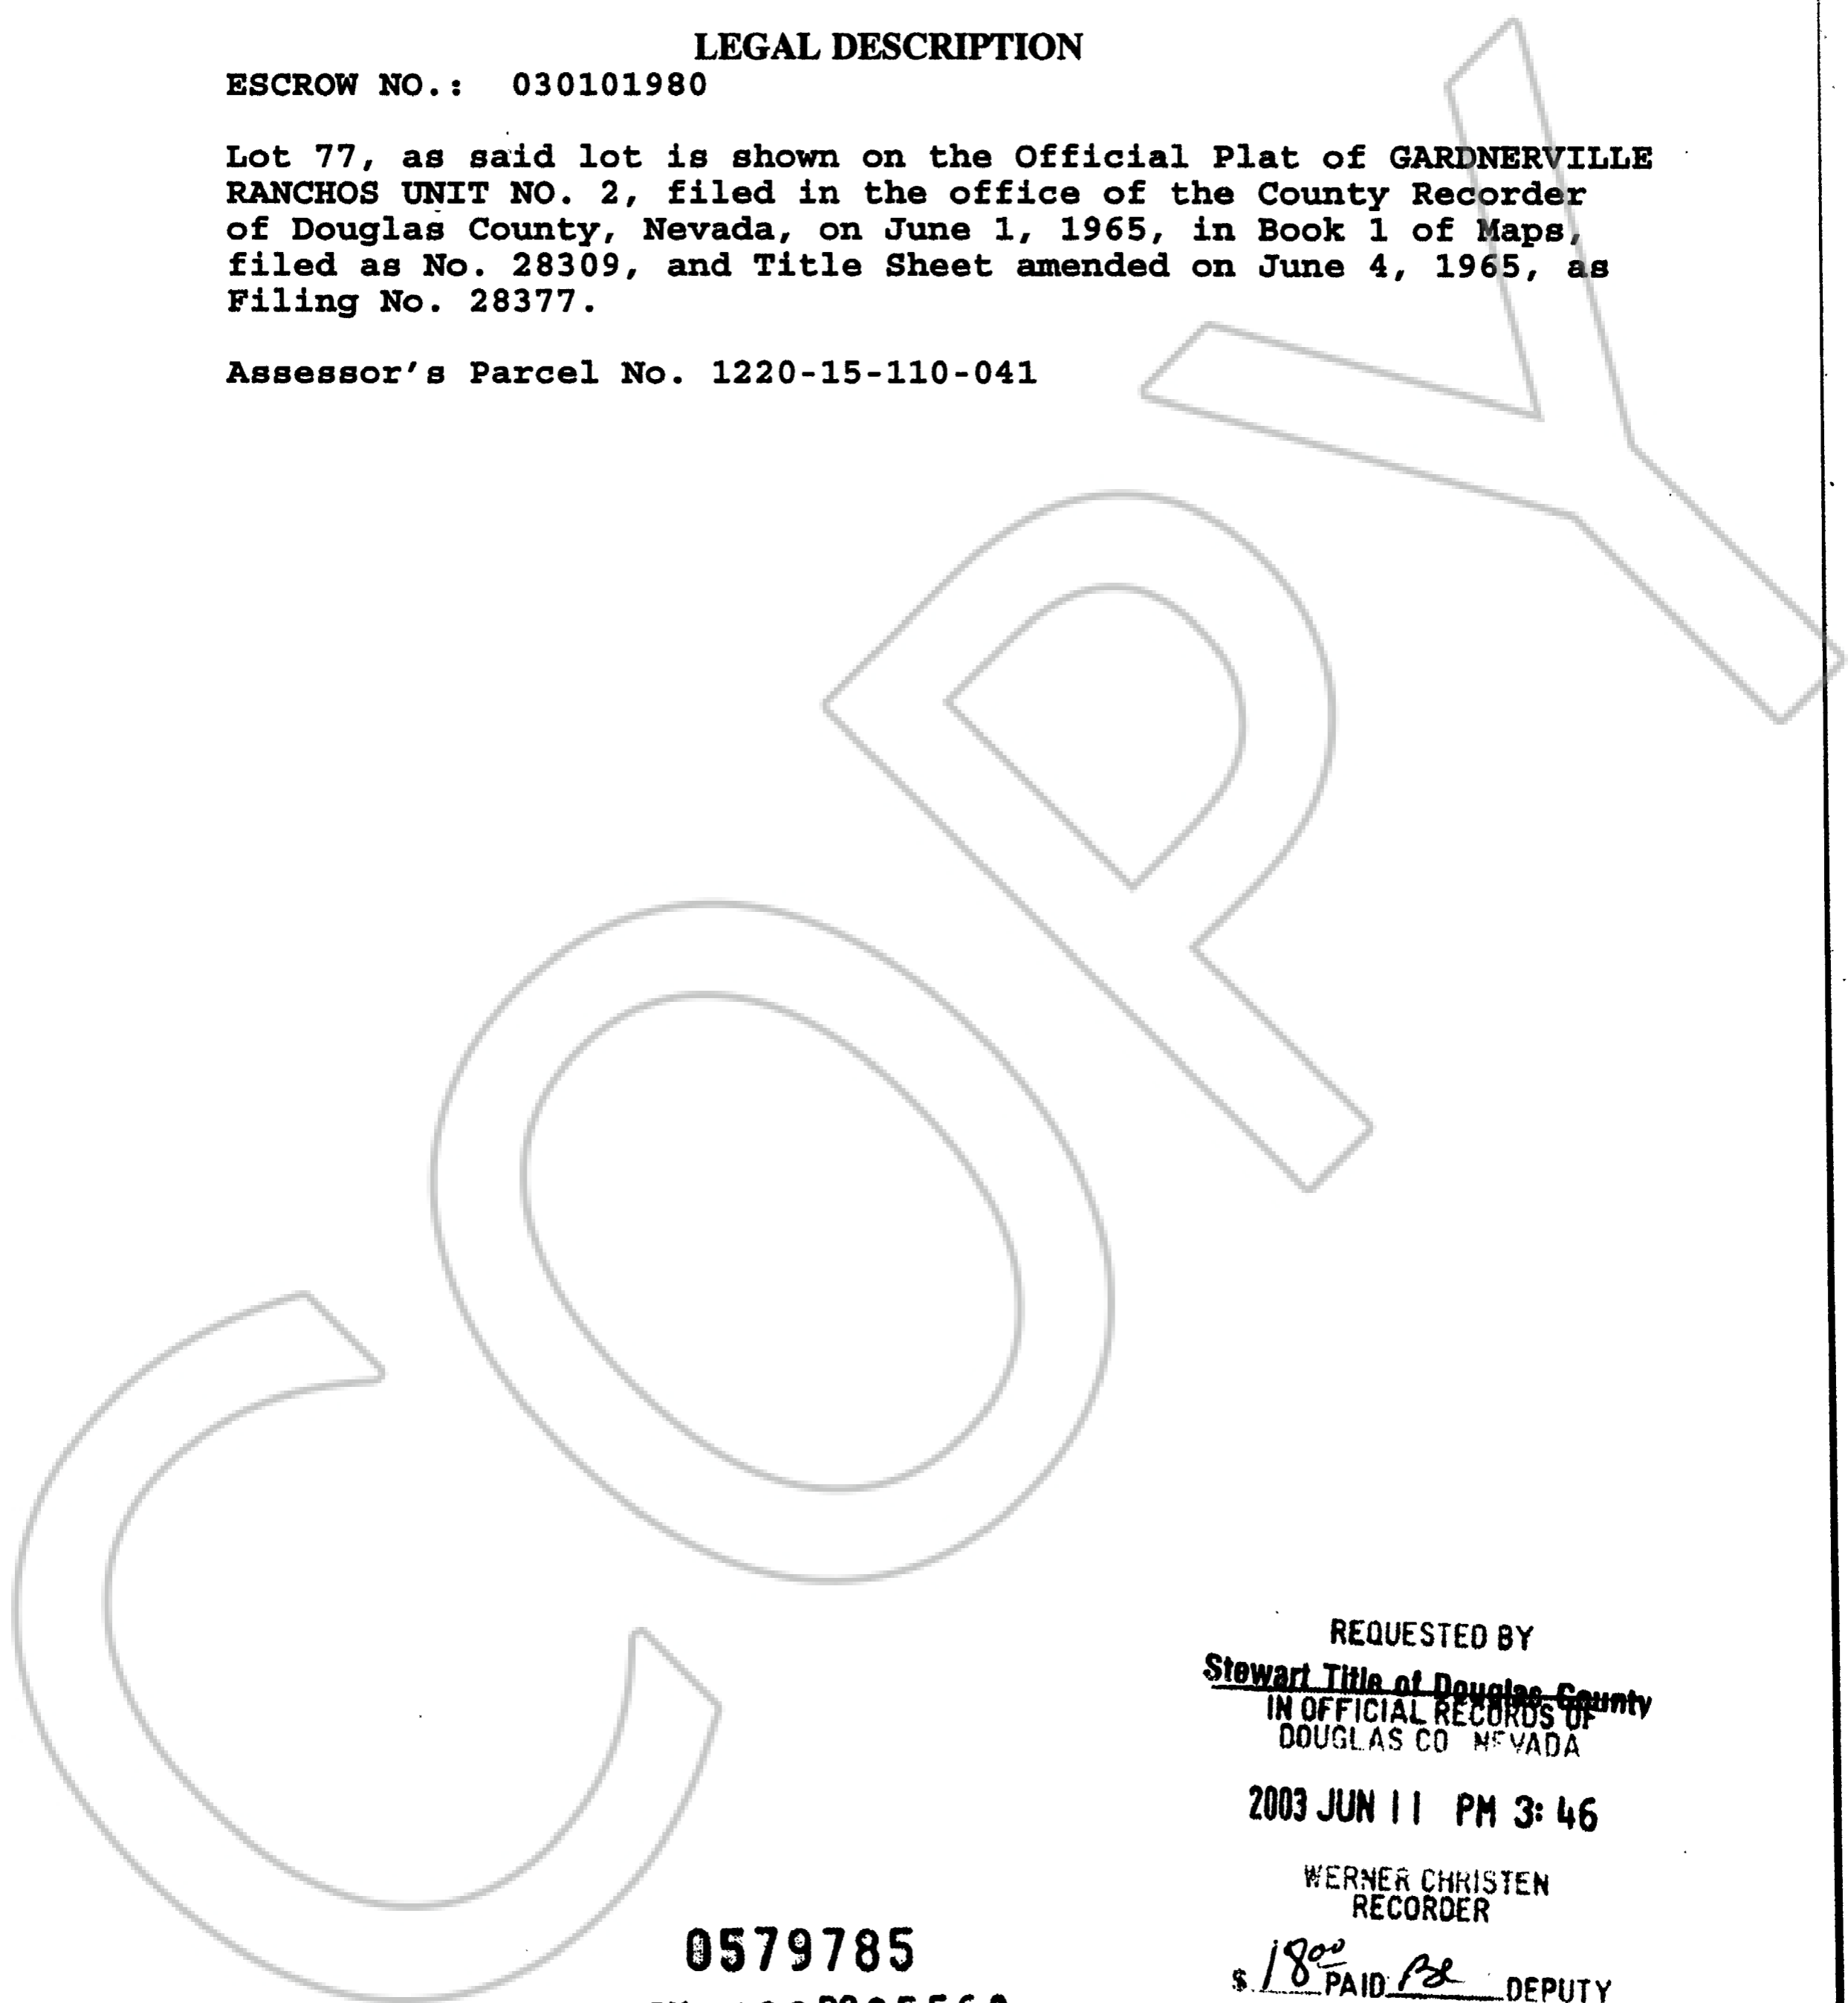 LEGAL DESCRIPTION
ESCROW NO.: 030101980
Lot 77, as said lot is shown on the Official Plat of GARDNERVILLE
RANCHOS UNIT NO. 2, filed in the office of the County Recorder
of Douglas County, Nevada, on June 1, 1965, in Book 1 of Maps,
filed as No. 28309, and Title Sheet amended on June 4, 1965, as
Filing No. 28377.
Assessor's Parcel No. 1220-15-110-041
COPY
REQUESTED BY
Stewart Title of Douglas County
IN OFFICIAL RECORDS OF
DOUGLAS CO NEVADA
2003 JUN 11 PM 3:46
WERNER CHRISTEN
RECORDER
0579785
$ 18.00 PAID DEPUTY